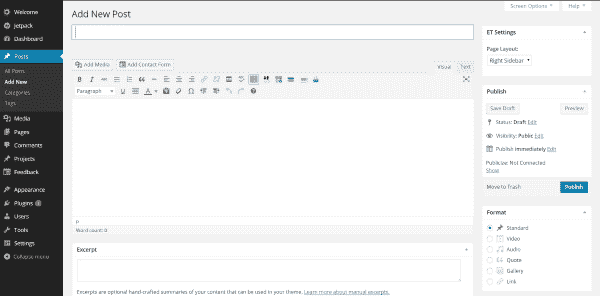 Screen Options
Help
Welcome
Jetpack
Dashboard
Posts
All Posts
Add New
Categories
Tags
Media
Pages
Comments
Projects
Feedback
Appearance
Plugins
Users
Tools
Settings
Collapse menu
Add New Post
Add Media
Add Contact Form
Visual
Text
Paragraph
P
Word count: 0
Excerpt
Excerpts are optional hand-crafted summaries of your content that can be used in your theme. Learn more about manual excerpts.
ET Settings
Page Layout:
Right Sidebar
Publish
Save Draft
Preview
Status: Draft Edit
Visibility: Public Edit
Publish immediately Edit
Publicize: Not Connected
Show
Move to Trash
Publish
Format
Standard
Video
Audio
Quote
Gallery
Link